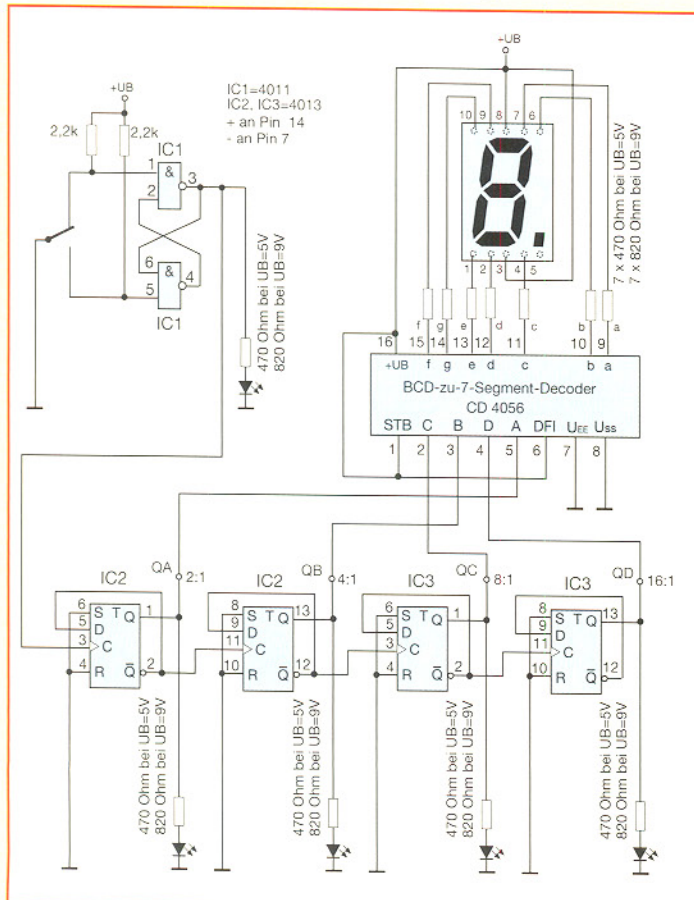 +UB
2,2k
2,2k
IC1=4011
IC2, IC3=4013
+ an Pin 14
- an Pin 7
IC1
1
&
2
3
6
&
5
4
IC1
470 Ohm bei UB=5V
820 Ohm bei UB=9V
+UB
10 9 8 7 6
1 2 3 4 5
7 x 470 Ohm bei UB=5V
7 x 820 Ohm bei UB=9V
f g e d c b a
16 15 14 13 12 11 10 9
+UB f g e d c b a
BCD-zu-7-Segment-Decoder
CD 4056
STB C B D A DFI UEE USS
1 2 3 4 5 6 7 8
QA 2:1
QB 4:1
QC 8:1
QD 16:1
IC2
6 S T Q 1
5 D
3 C
4 R Q̅ 2
IC2
8 S T Q 13
9 D
11 C
10 R Q̅ 12
IC3
6 S T Q 1
5 D
3 C
4 R Q̅ 2
IC3
8 S T Q 13
9 D
11 C
10 R Q̅ 12
470 Ohm bei UB=5V
820 Ohm bei UB=9V
470 Ohm bei UB=5V
820 Ohm bei UB=9V
470 Ohm bei UB=5V
820 Ohm bei UB=9V
470 Ohm bei UB=5V
820 Ohm bei UB=9V